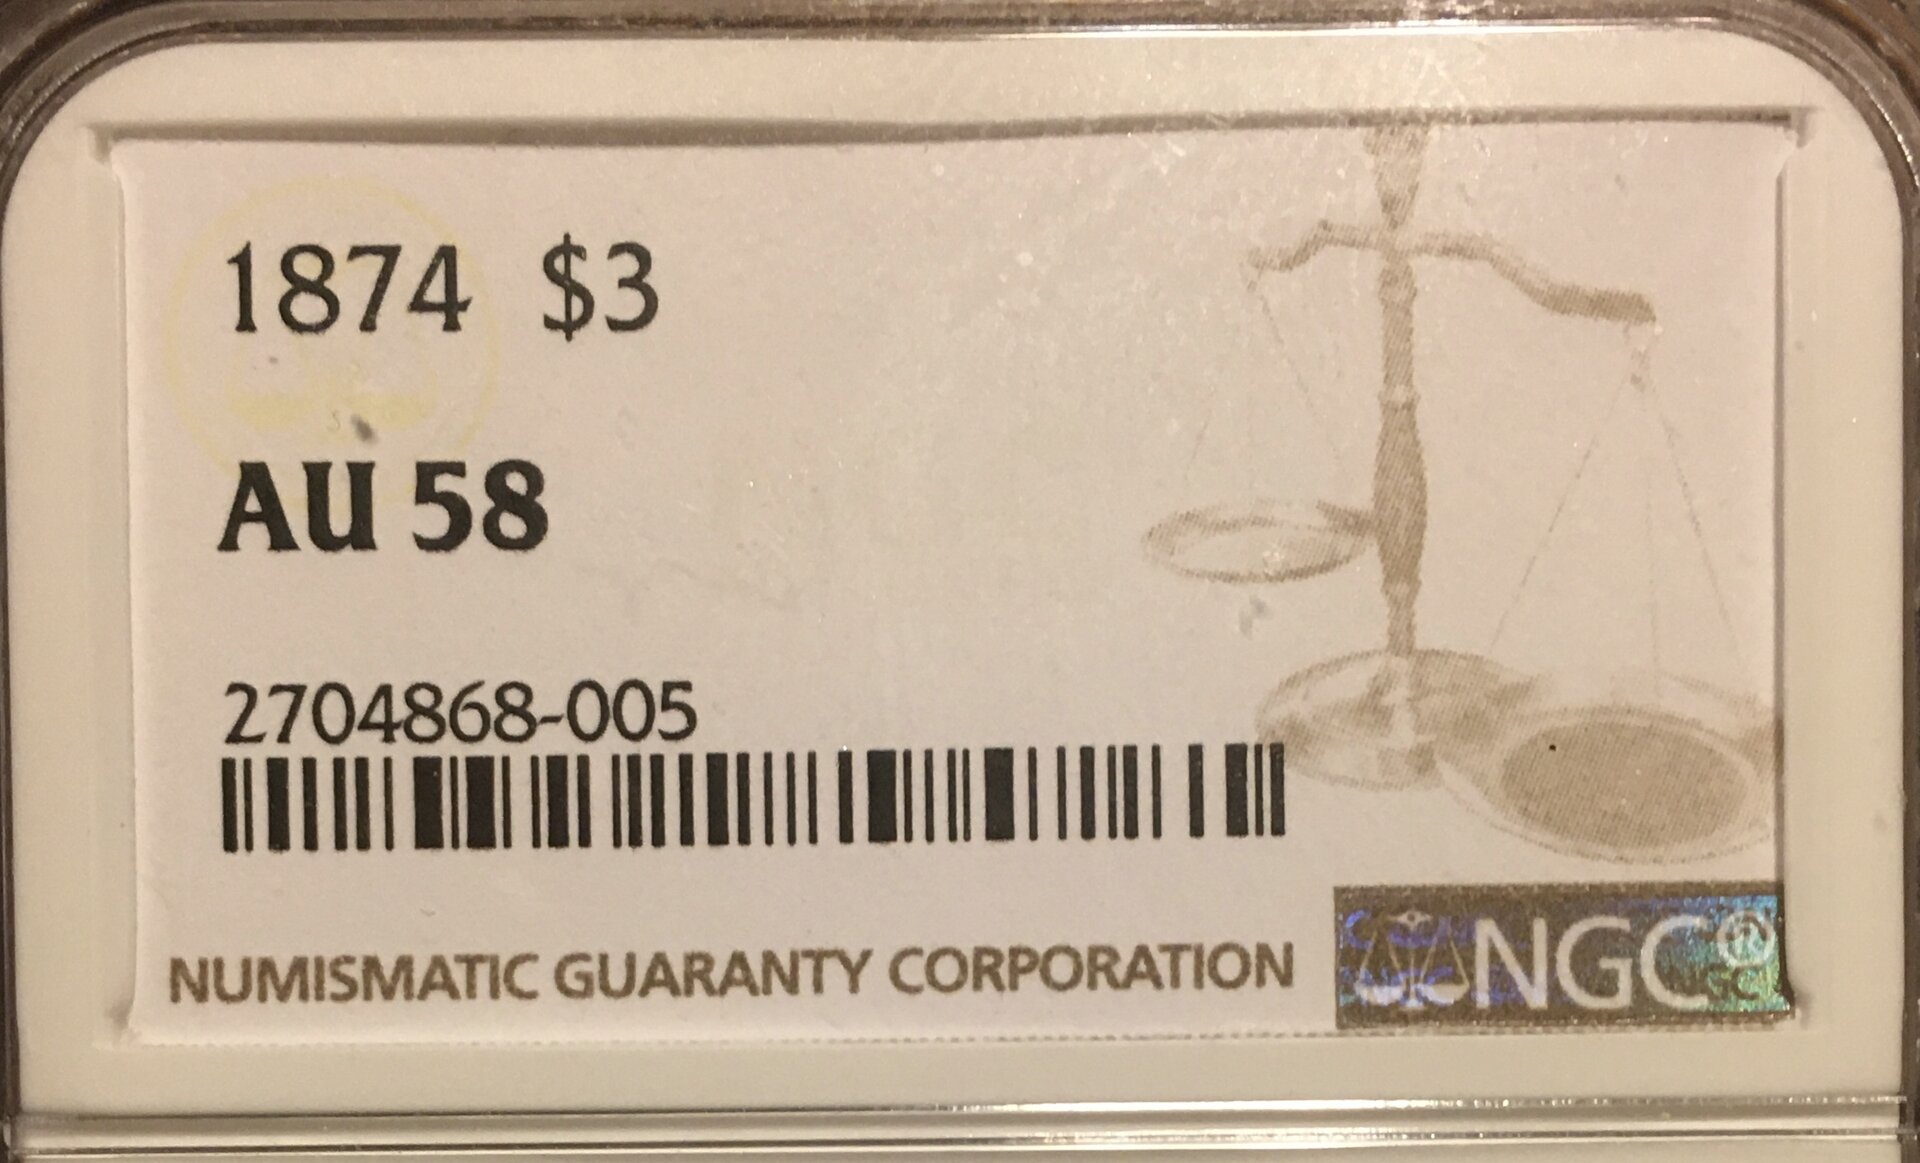 1874 $3
AU 58
2704868-005
NUMISMATIC GUARANTY CORPORATION
NGC®